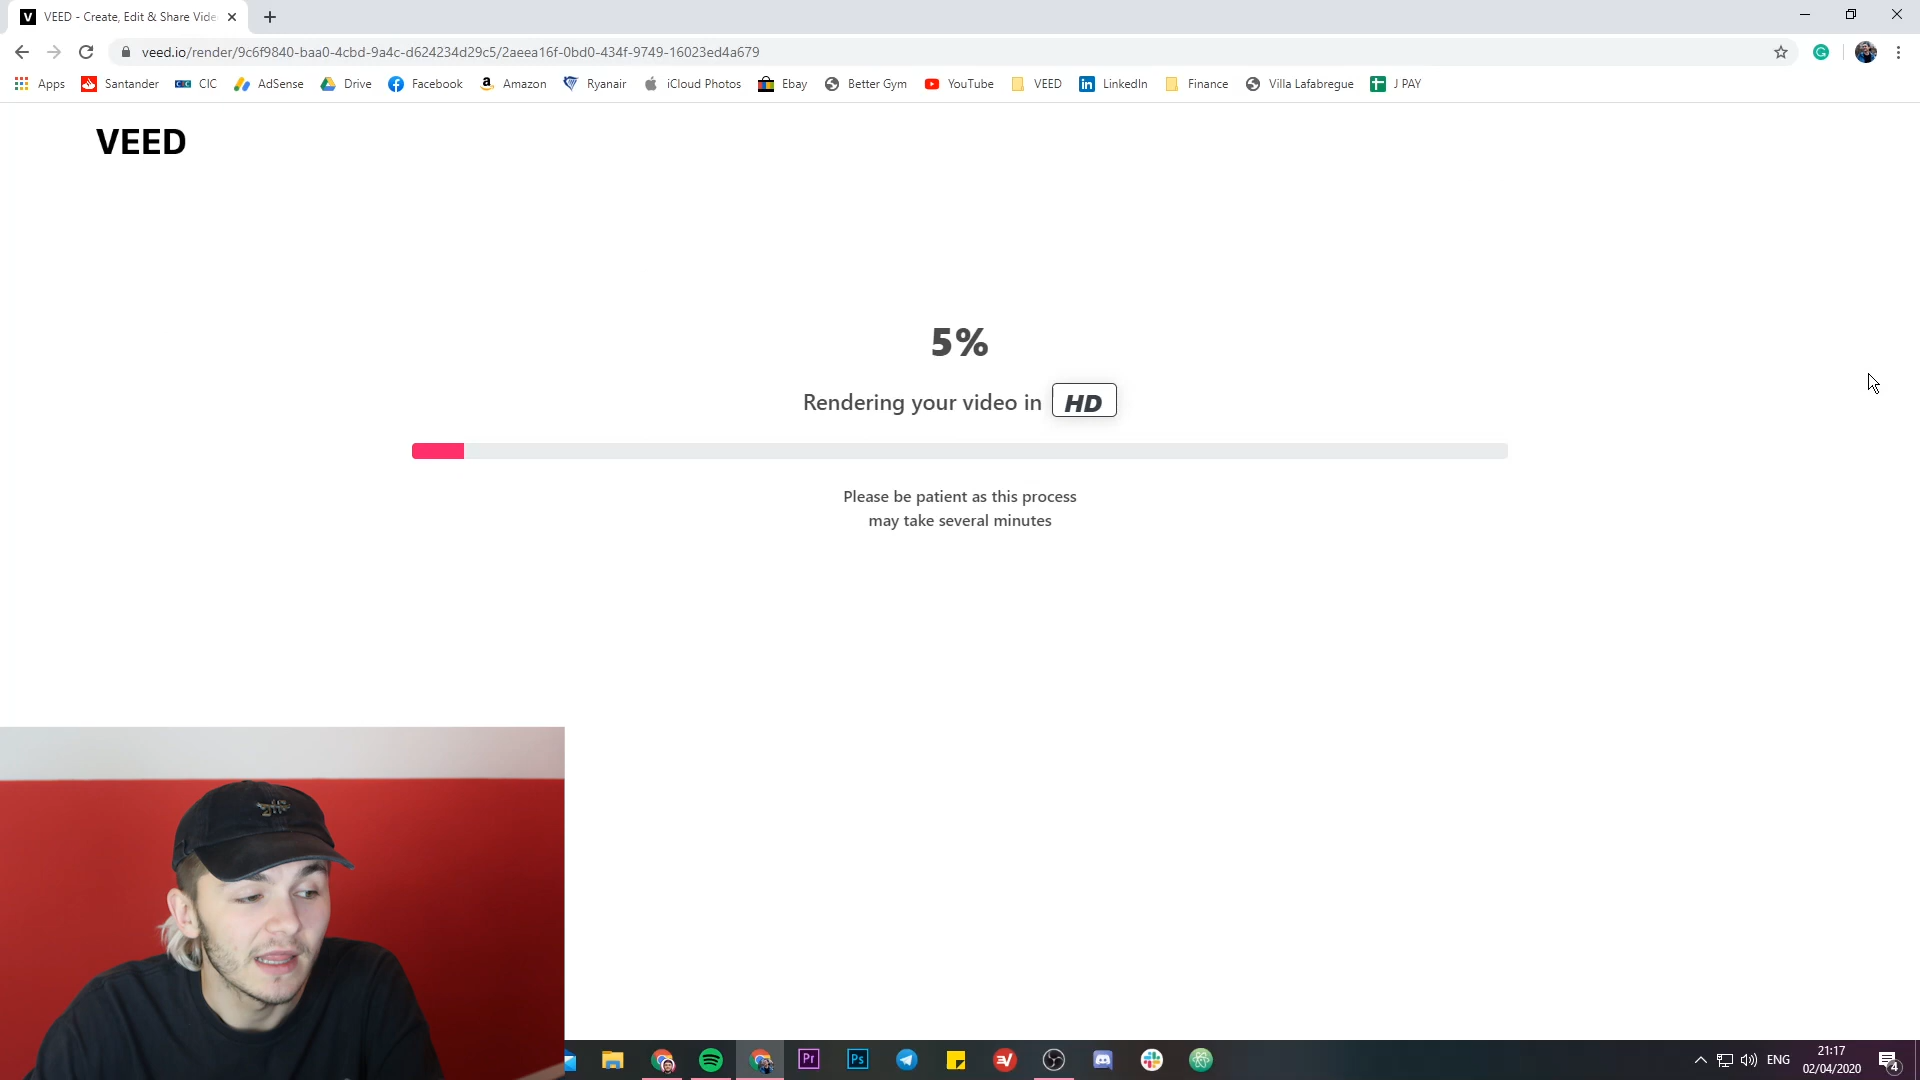 V VEED - Create, Edit & Share Vide
veed.io/render/9c6f9840-baa0-4cbd-9a4c-d624234d29c5/2aeea16f-0bd0-434f-9749-16023ed4a679
Apps Santander CIC AdSense Drive Facebook Amazon Ryanair iCloud Photos Ebay Better Gym YouTube VEED LinkedIn Finance Villa Lafabregue J PAY
VEED
5%
Rendering your video in HD
Please be patient as this process
may take several minutes
Pr Ps ENG 21:17
02/04/2020 4